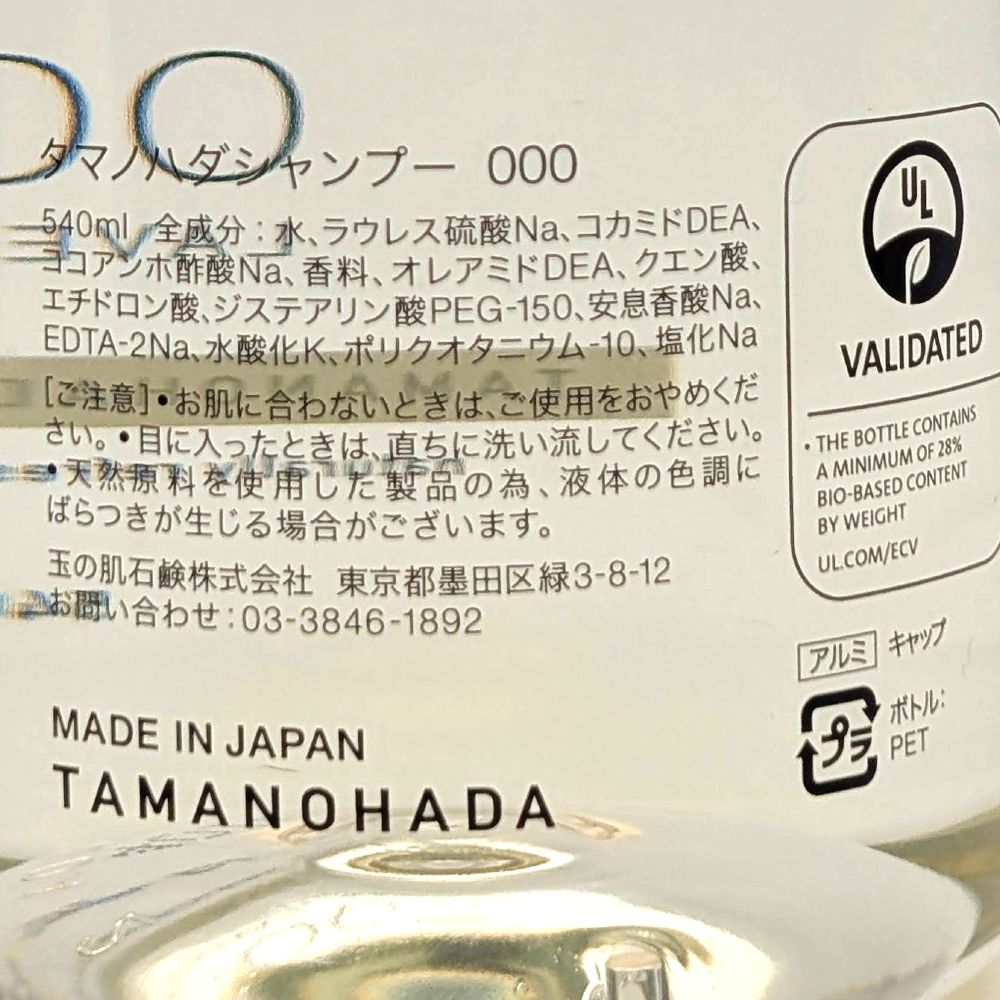 タマノハダシャンプー 000
540ml 全成分：水、ラウレス硫酸Na、コカミドDEA、
ココアンホ酢酸Na、香料、オレアミドDEA、クエン酸、
エチドロン酸、ジステアリン酸PEG-150、安息香酸Na、
EDTA-2Na、水酸化K、ポリクオタニウム-10、塩化Na
[ご注意]•お肌に合わないときは、ご使用をおやめくだ
さい。•目に入ったときは、直ちに洗い流してください。
•天然原料を使用した製品の為、液体の色調に
ばらつきが生じる場合がございます。
玉の肌石鹸株式会社 東京都墨田区緑3-8-12
お問い合わせ：03-3846-1892
MADE IN JAPAN
TAMANOHADA
UL
VALIDATED
•THE BOTTLE CONTAINS
A MINIMUM OF 28%
BIO-BASED CONTENT
BY WEIGHT
UL.COM/ECV
アルミ キャップ
プラ ボトル:
PET